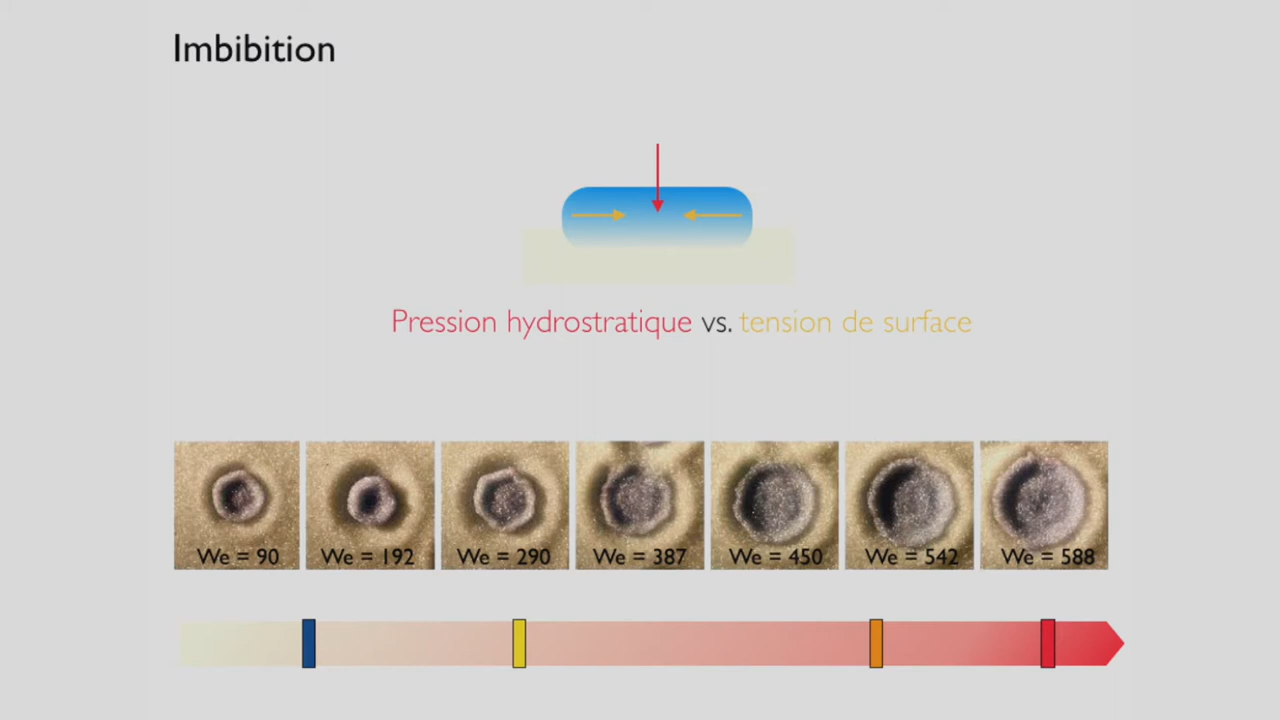 Imbibition
Pression hydrostratique vs. tension de surface
We = 90 We = 192 We = 290 We = 387 We = 450 We = 542 We = 588